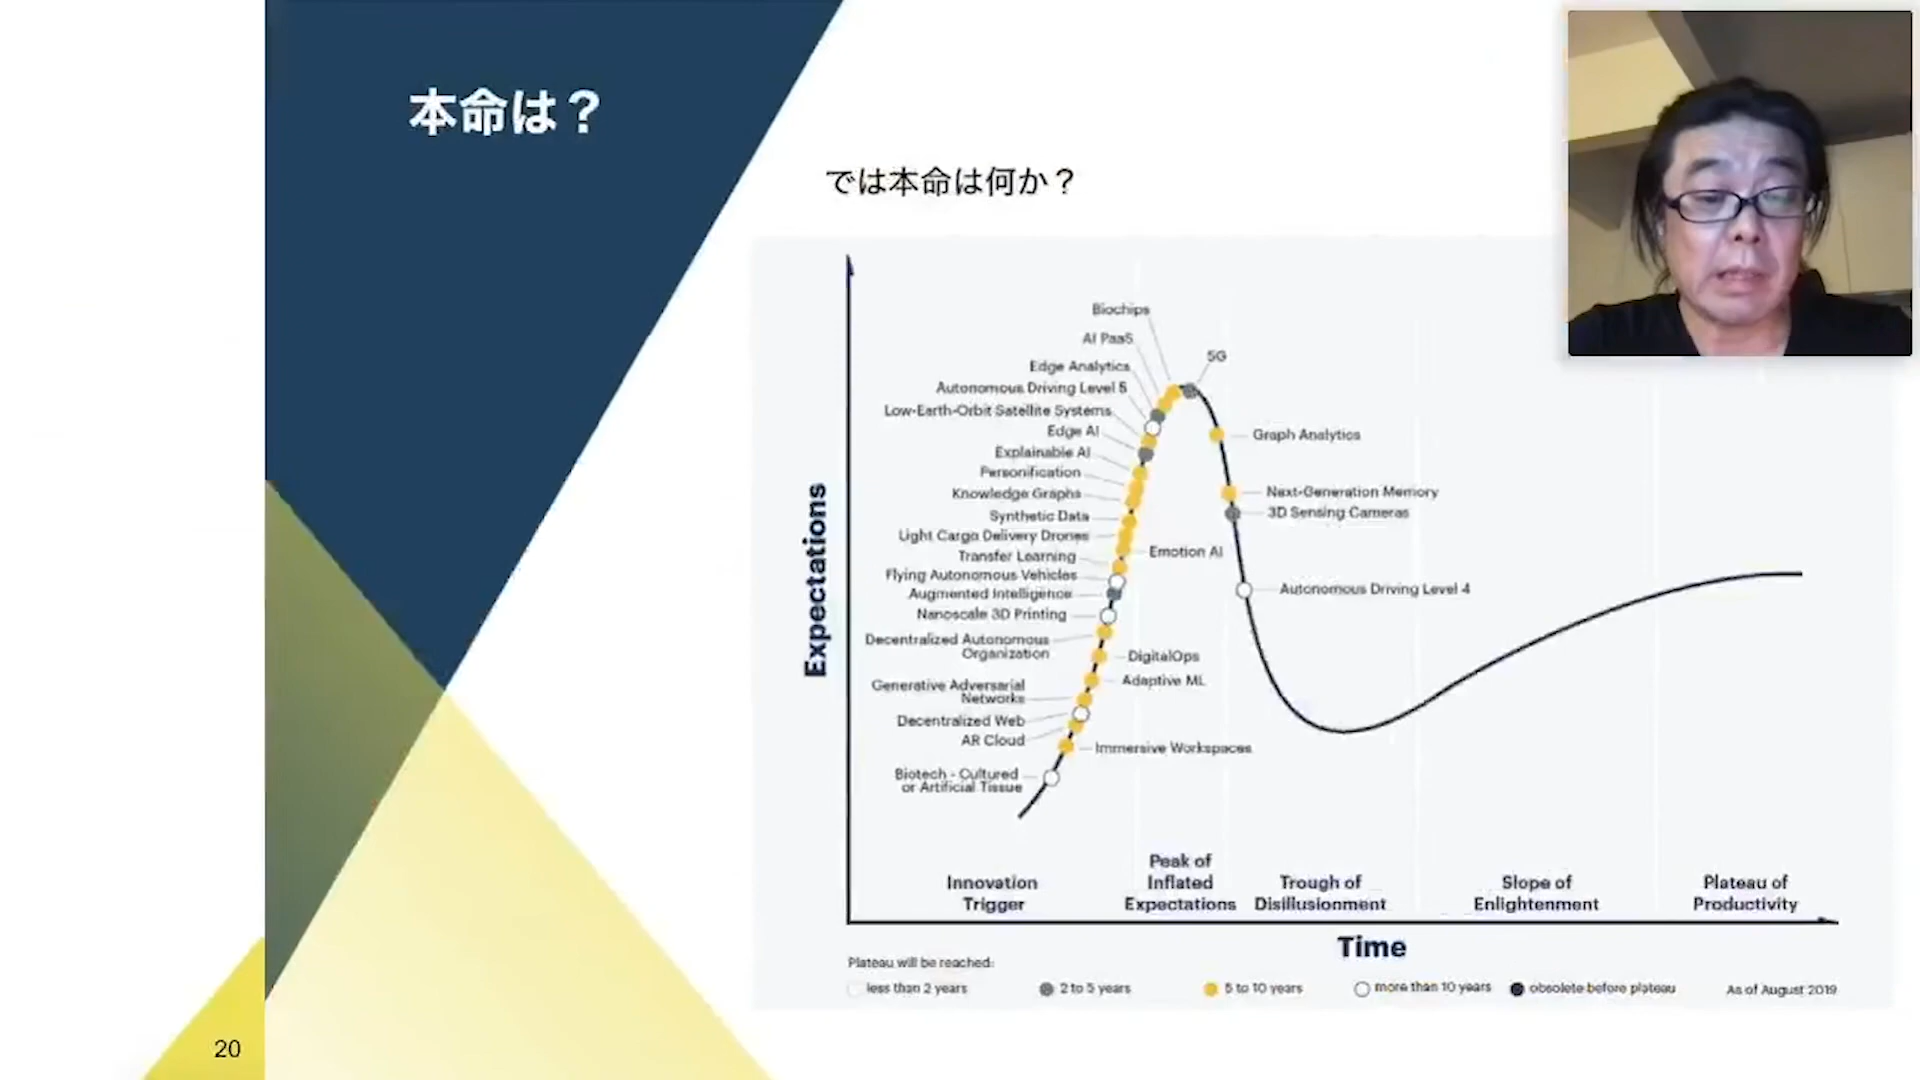 本命は？
では本命は何か？
Expectations
Biochips
AI PaaS
5G
Edge Analytics
Autonomous Driving Level 5
Low-Earth-Orbit Satellite Systems
Edge AI
Graph Analytics
Explainable AI
Personification
Knowledge Graphs
Next-Generation Memory
Synthetic Data
3D Sensing Cameras
Light Cargo Delivery Drones
Transfer Learning
Emotion AI
Flying Autonomous Vehicles
Augmented Intelligence
Autonomous Driving Level 4
Nanoscale 3D Printing
Decentralized Autonomous
Organization
DigitalOps
Adaptive ML
Generative Adversarial
Networks
Decentralized Web
AR Cloud
Immersive Workspaces
Biotech - Cultured
or Artificial Tissue
Innovation
Trigger
Peak of
Inflated
Expectations
Trough of
Disillusionment
Slope of
Enlightenment
Plateau of
Productivity
Time
Plateau will be reached:
less than 2 years
2 to 5 years
5 to 10 years
more than 10 years
obsolete before plateau
As of August 2019
20